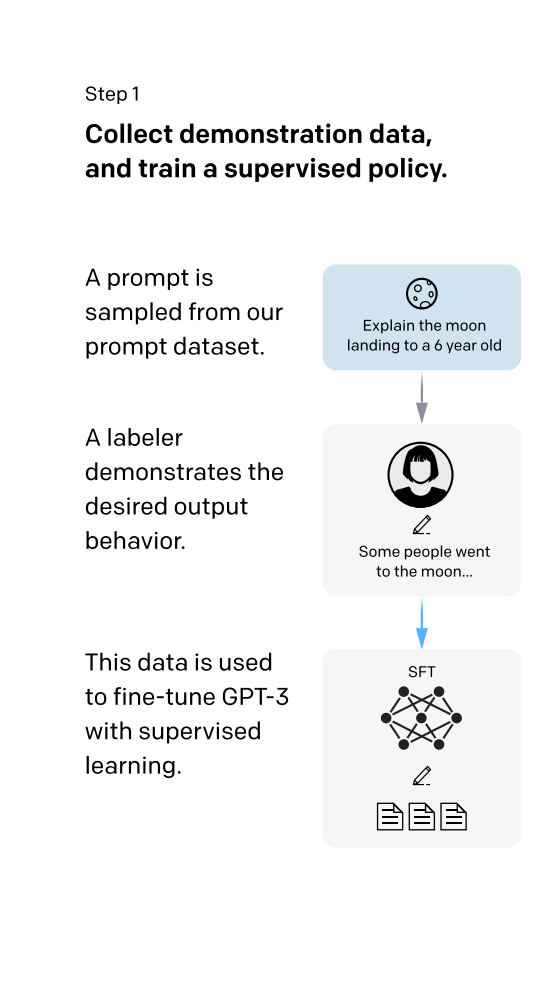 Step 1
Collect demonstration data,
and train a supervised policy.
A prompt is
sampled from our
prompt dataset.
Explain the moon
landing to a 6 year old
A labeler
demonstrates the
desired output
behavior.
Some people went
to the moon...
This data is used
to fine-tune GPT-3
with supervised
learning.
SFT